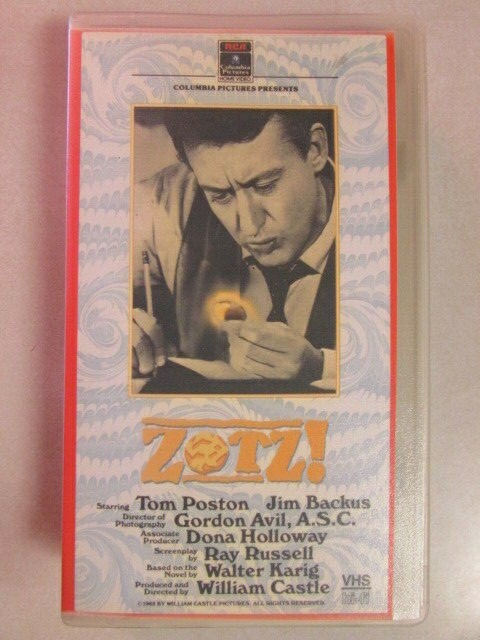 RCA
Columbia
Pictures
HOME VIDEO
COLUMBIA PICTURES PRESENTS
ZOTZ!
Starring Tom Poston Jim Backus
Director of Photography Gordon Avil, A.S.C.
Associate Producer Dona Holloway
Screenplay by Ray Russell
Based on the Novel by Walter Karig
Produced and Directed by William Castle
©1962 BY WILLIAM CASTLE PICTURES. ALL RIGHTS RESERVED.
VHS
hi-fi